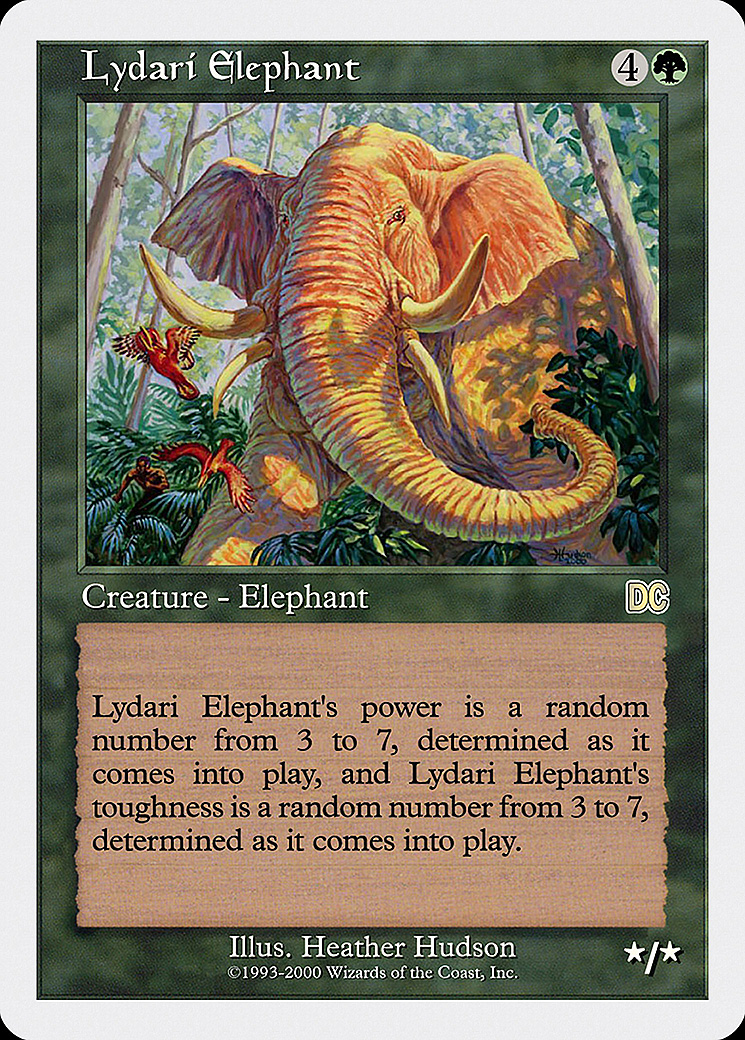 Lydari Elephant 4
Creature - Elephant DC
Lydari Elephant's power is a random
number from 3 to 7, determined as it
comes into play, and Lydari Elephant's
toughness is a random number from 3 to 7,
determined as it comes into play.
Illus. Heather Hudson
*/*
©1993-2000 Wizards of the Coast, Inc.